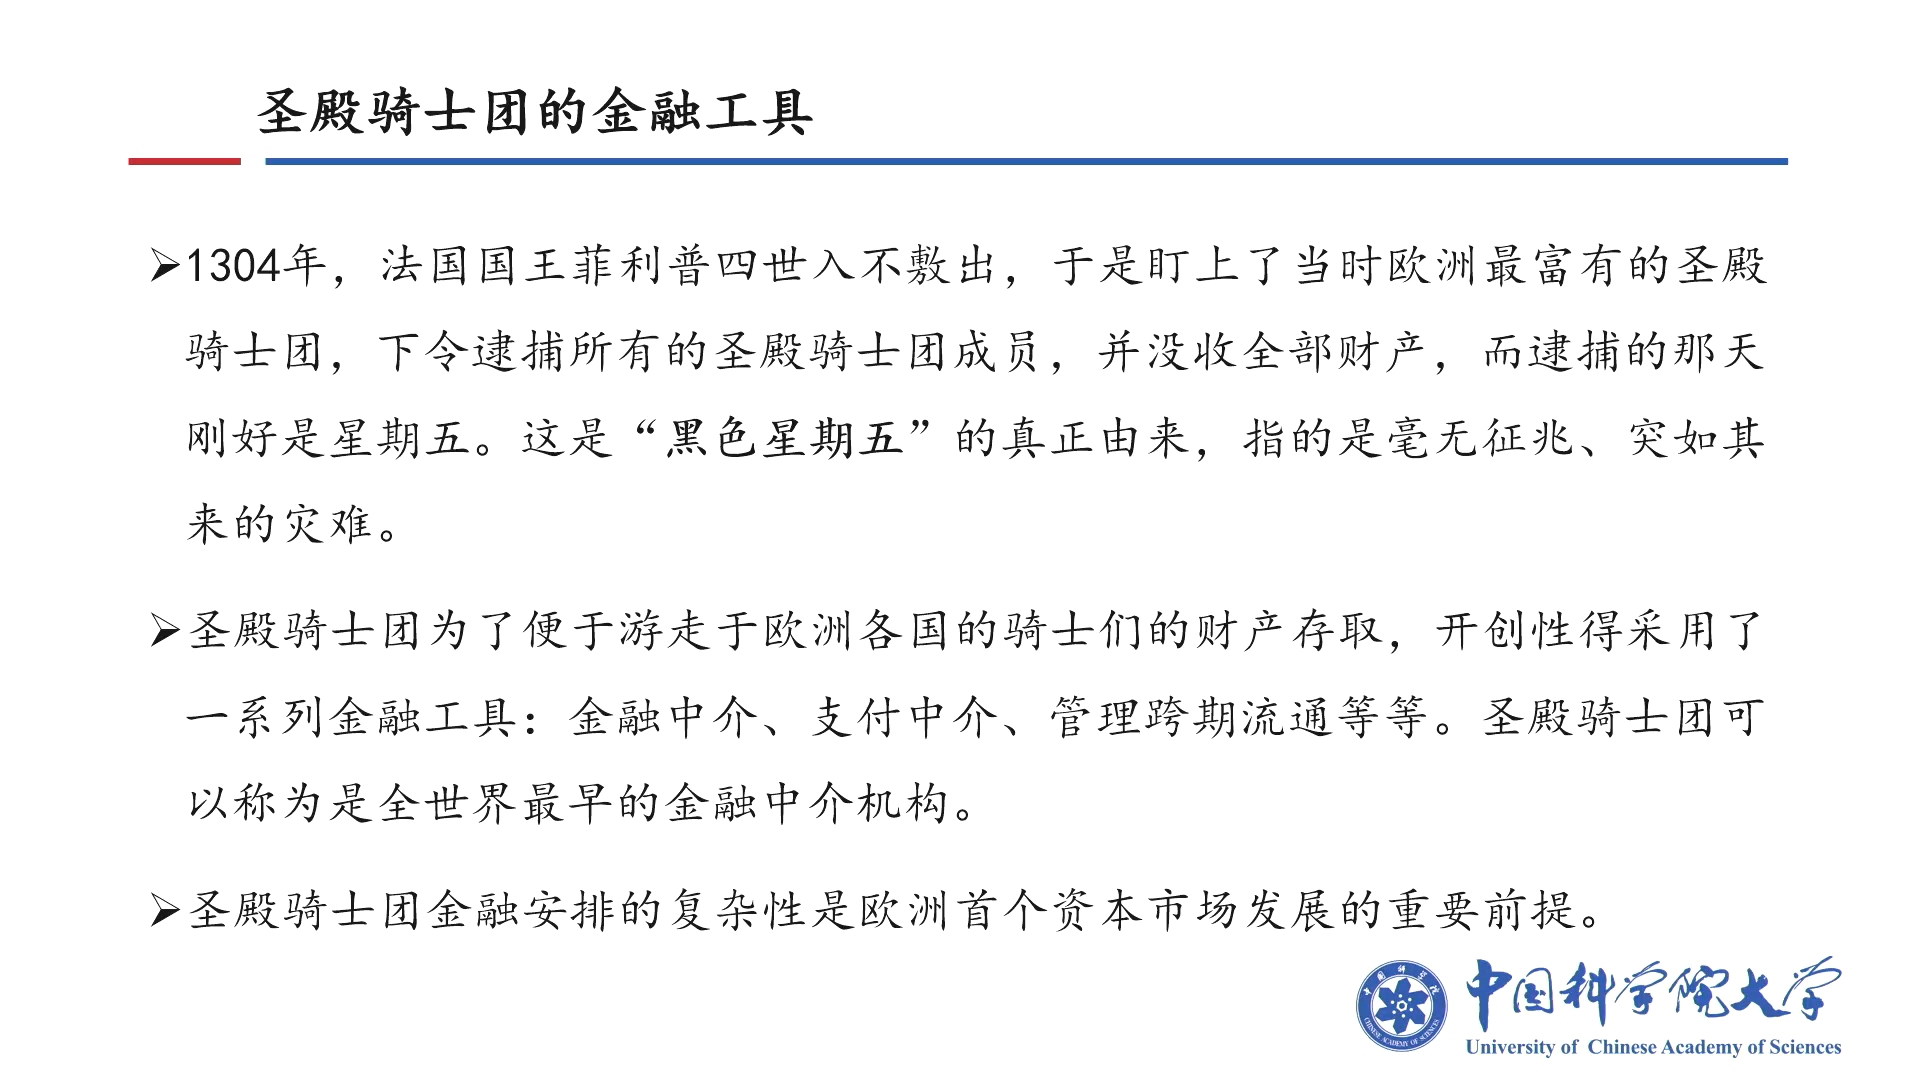 圣殿骑士团的金融工具
➢1304年，法国国王菲利普四世入不敷出，于是盯上了当时欧洲最富有的圣殿
骑士团，下令逮捕所有的圣殿骑士团成员，并没收全部财产，而逮捕的那天
刚好是星期五。这是“黑色星期五”的真正由来，指的是毫无征兆、突如其
来的灾难。
➢圣殿骑士团为了便于游走于欧洲各国的骑士们的财产存取，开创性得采用了
一系列金融工具：金融中介、支付中介、管理跨期流通等等。圣殿骑士团可
以称为是全世界最早的金融中介机构。
➢圣殿骑士团金融安排的复杂性是欧洲首个资本市场发展的重要前提。
中国科学院
CHINESE ACADEMY OF SCIENCES
中国科学院大学
University of Chinese Academy of Sciences